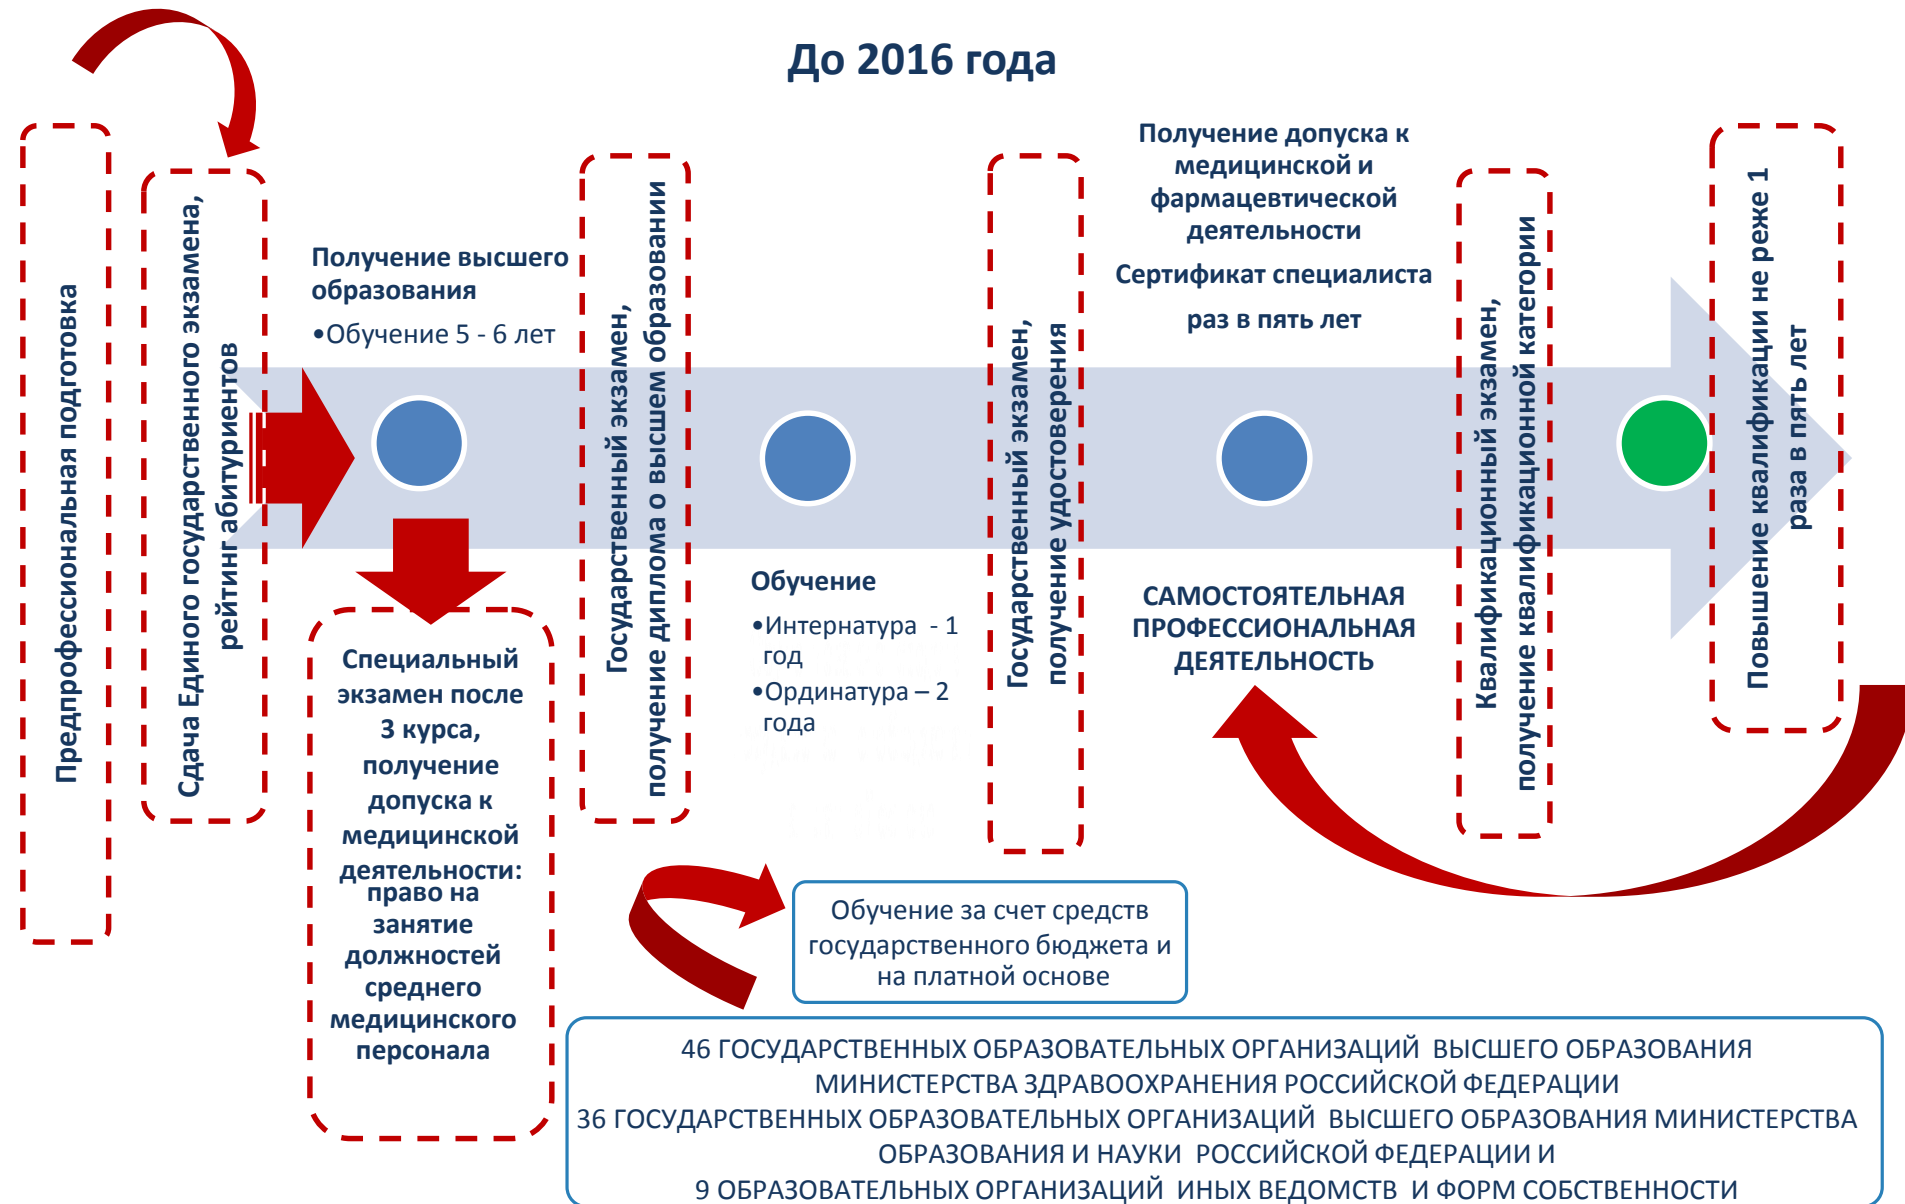 До 2016 года
Предпрофессиональная подготовка
Сдача Единого государственного экзамена,
рейтинг абитуриентов
Получение высшего
образования
•Обучение 5 - 6 лет
Специальный
экзамен после
3 курса,
получение
допуска к
медицинской
деятельности:
право на
занятие
должностей
среднего
медицинского
персонала
Государственный экзамен,
получение диплома о высшем образовании
Обучение
•Интернатура - 1
год
•Ординатура – 2
года
Государственный экзамен,
получение удостоверения
Получение допуска к
медицинской и
фармацевтической
деятельности
Сертификат специалиста
раз в пять лет
САМОСТОЯТЕЛЬНАЯ
ПРОФЕССИОНАЛЬНАЯ
ДЕЯТЕЛЬНОСТЬ
Квалификационный экзамен,
получение квалификационной категории
Повышение квалификации не реже 1
раза в пять лет
Обучение за счет средств
государственного бюджета и
на платной основе
46 ГОСУДАРСТВЕННЫХ ОБРАЗОВАТЕЛЬНЫХ ОРГАНИЗАЦИЙ ВЫСШЕГО ОБРАЗОВАНИЯ
МИНИСТЕРСТВА ЗДРАВООХРАНЕНИЯ РОССИЙСКОЙ ФЕДЕРАЦИИ
36 ГОСУДАРСТВЕННЫХ ОБРАЗОВАТЕЛЬНЫХ ОРГАНИЗАЦИЙ ВЫСШЕГО ОБРАЗОВАНИЯ МИНИСТЕРСТВА
ОБРАЗОВАНИЯ И НАУКИ РОССИЙСКОЙ ФЕДЕРАЦИИ И
9 ОБРАЗОВАТЕЛЬНЫХ ОРГАНИЗАЦИЙ ИНЫХ ВЕДОМСТВ И ФОРМ СОБСТВЕННОСТИ